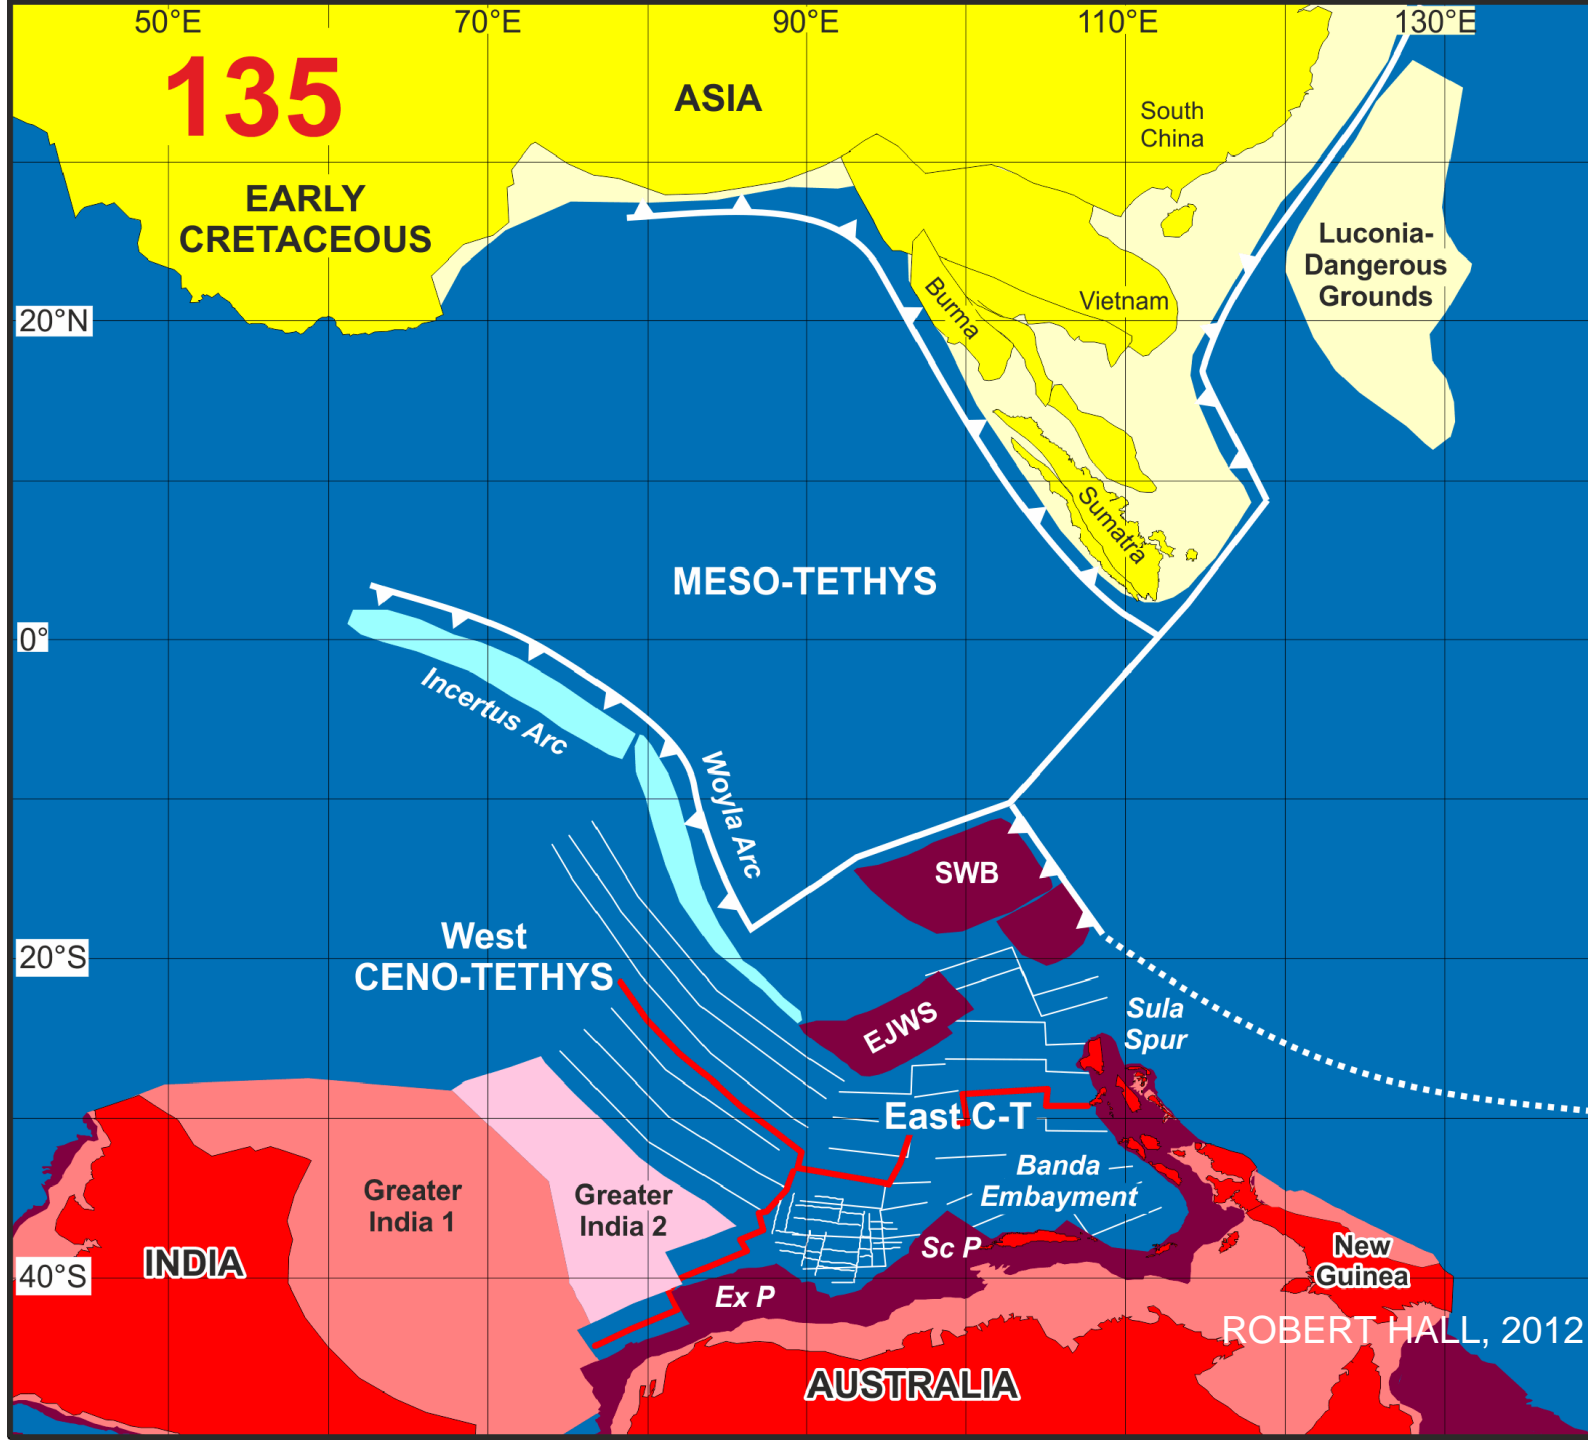 50°E
70°E
90°E
110°E
130°E
135
ASIA
South
China
EARLY
CRETACEOUS
Luconia-
Dangerous
Grounds
Burma
Vietnam
20°N
Sumatra
MESO-TETHYS
0°
Incertus Arc
Woyla Arc
SWB
West
CENO-TETHYS
20°S
EJWS
Sula
Spur
East C-T
Banda
Embayment
Greater
India 1
Greater
India 2
Sc P
INDIA
New
Guinea
40°S
Ex P
ROBERT HALL, 2012
AUSTRALIA